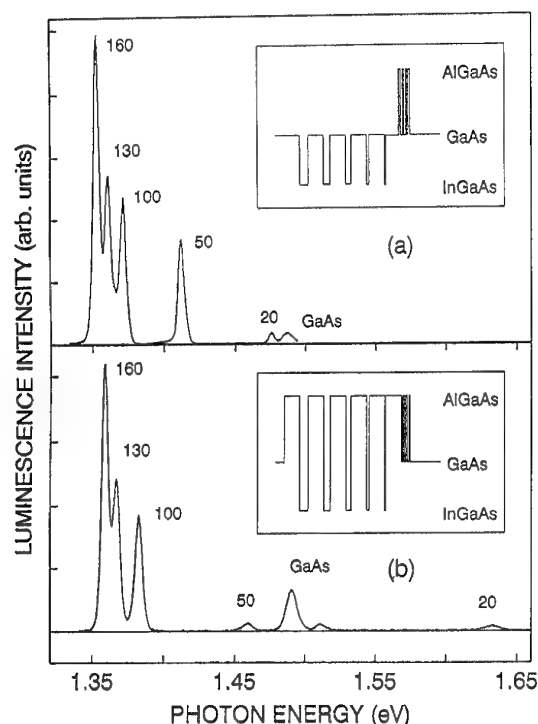 LUMINESCENCE INTENSITY (arb. units)
160
130
100
50
20
GaAs
AlGaAs
GaAs
InGaAs
(a)
160
130
100
50
GaAs
20
AlGaAs
GaAs
InGaAs
(b)
1.35
1.45
1.55
1.65
PHOTON ENERGY (eV)